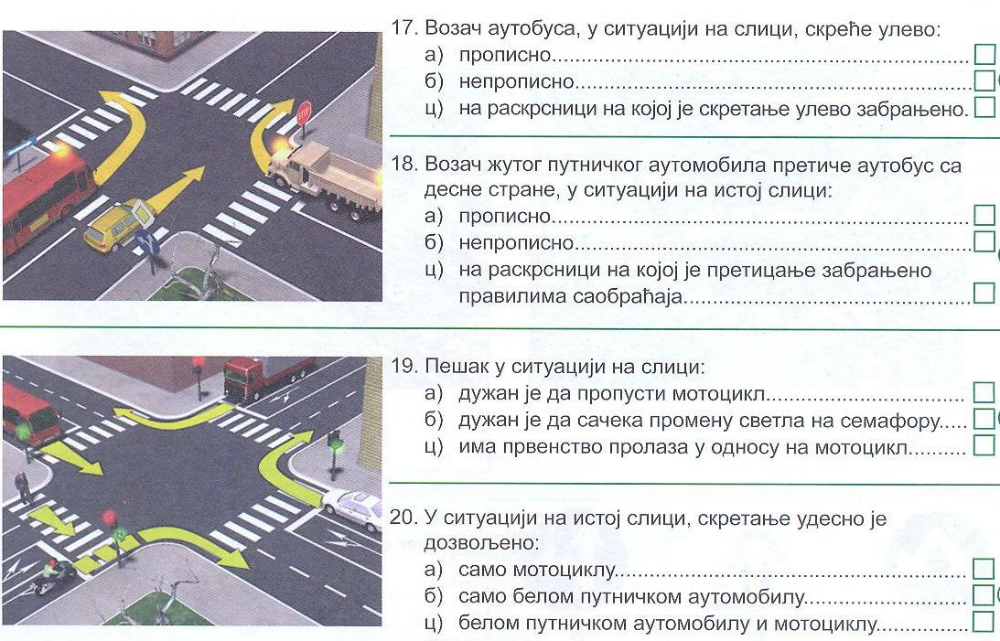 17. Возач аутобуса, у ситуацији на слици, скреће улево:
а) прописно
б) непрописно
ц) на раскрсници на којој је скретање улево забрањено.
STOP
18. Возач жутог путничког аутомобила претиче аутобус са
десне стране, у ситуацији на истој слици:
а) прописно
б) непрописно
ц) на раскрсници на којој је претицање забрањено
правилима саобраћаја
19. Пешак у ситуацији на слици:
а) дужан је да пропусти мотоцикл
б) дужан је да сачека промену светла на семафору
ц) има првенство пролаза у односу на мотоцикл
20. У ситуацији на истој слици, скретање удесно је
дозвољено:
а) само мотоциклу
б) само белом путничком аутомобилу
ц) белом путничком аутомобилу и мотоциклу